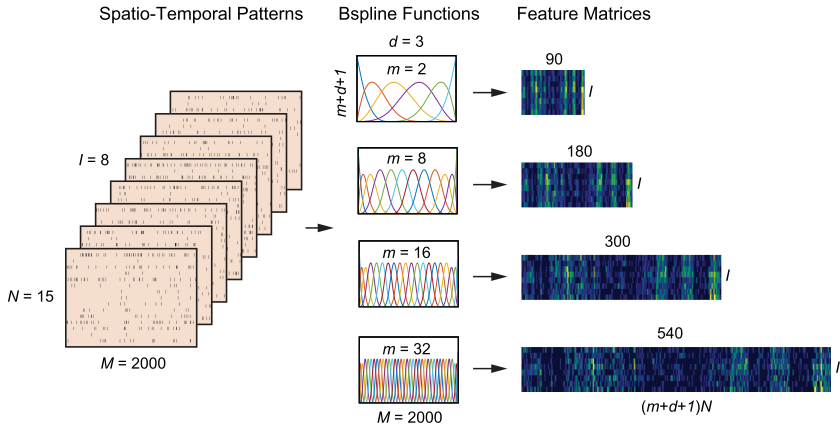 Spatio-Temporal Patterns
Bspline Functions
Feature Matrices
I = 8
N = 15
M = 2000
d = 3
m+d+1
m = 2
m = 8
m = 16
m = 32
M = 2000
90
I
180
I
300
I
540
I
(m+d+1)N